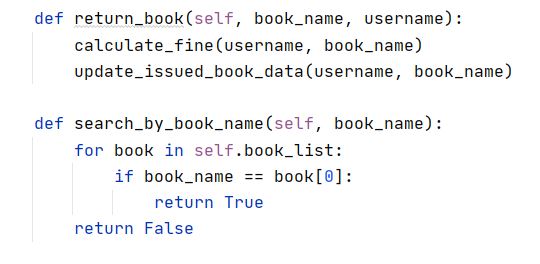 def return_book(self, book_name, username):
    calculate_fine(username, book_name)
    update_issued_book_data(username, book_name)

def search_by_book_name(self, book_name):
    for book in self.book_list:
        if book_name == book[0]:
            return True
    return False